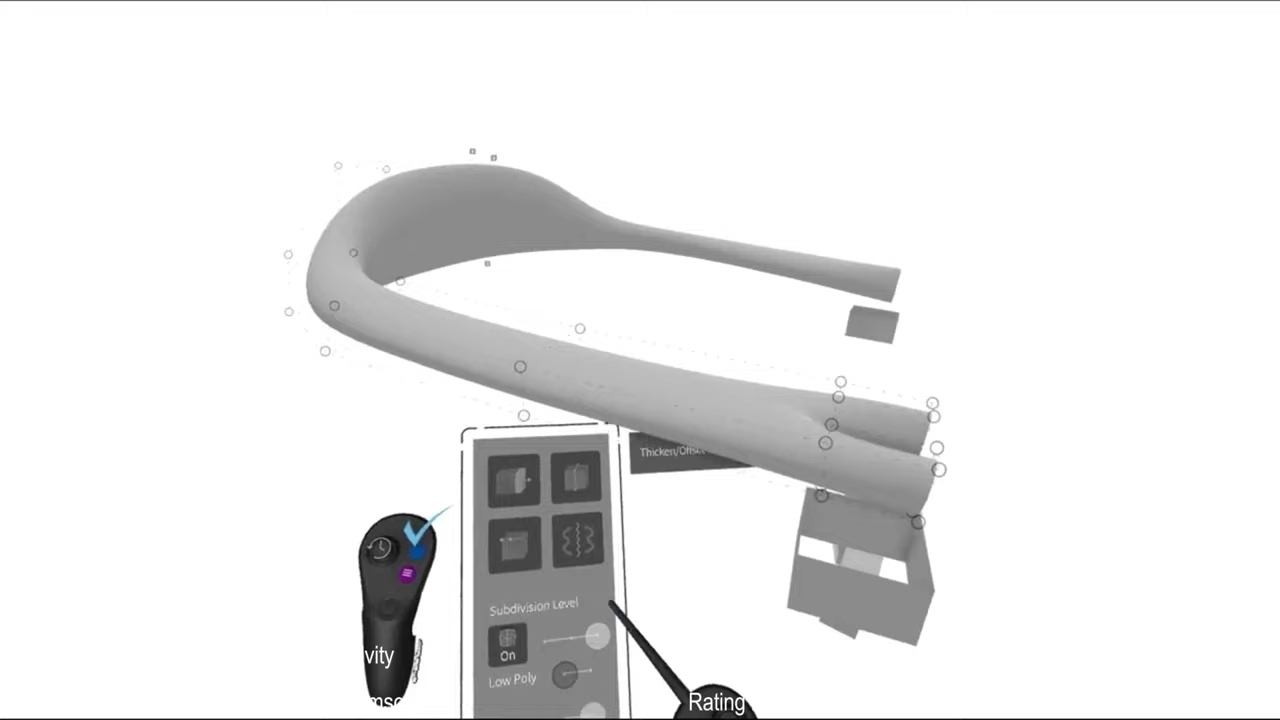 Thicken/Offset
Subdivision Level
On
Low Poly
vity
Rating